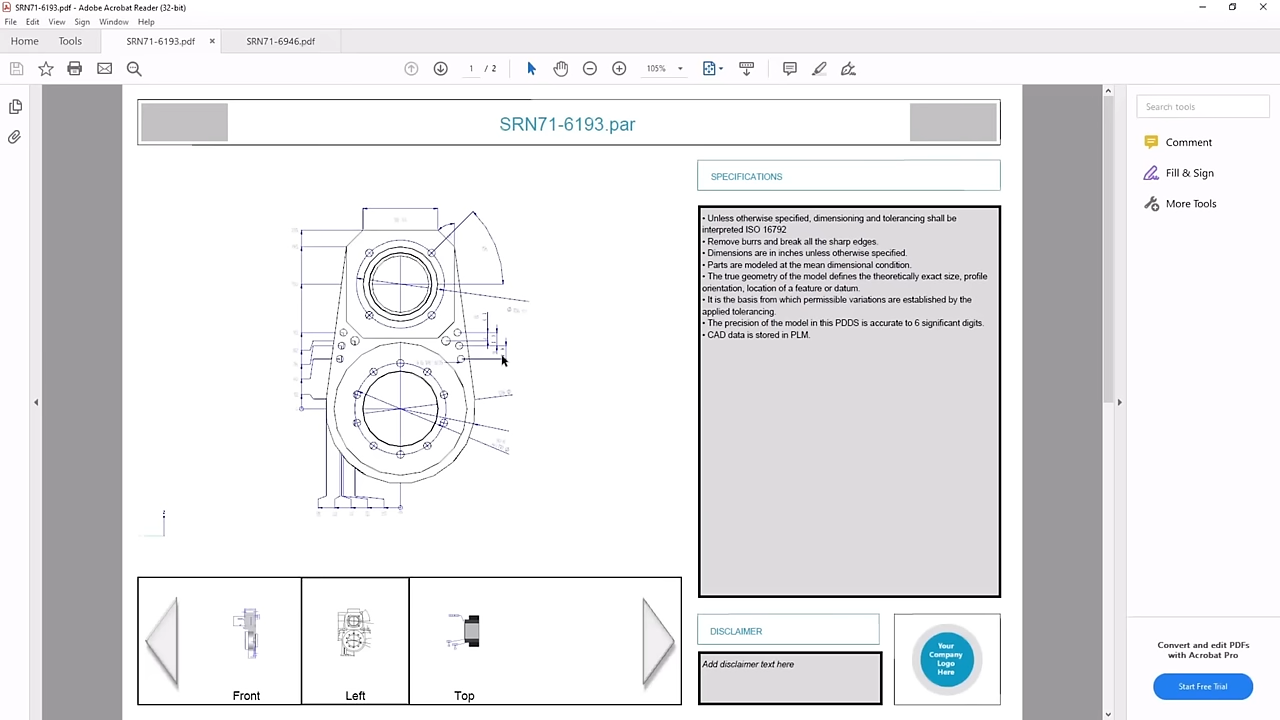 SRN71-6193.pdf - Adobe Acrobat Reader (32-bit)
File Edit View Sign Window Help
Home Tools SRN71-6193.pdf × SRN71-6946.pdf
1 / 2 105%
SRN71-6193.par
Search tools
Comment
Fill & Sign
More Tools
SPECIFICATIONS
• Unless otherwise specified, dimensioning and tolerancing shall be
interpreted ISO 16792
• Remove burrs and break all the sharp edges.
• Dimensions are in inches unless otherwise specified.
• Parts are modeled at the mean dimensional condition.
• The true geometry of the model defines the theoretically exact size, profile
orientation, location of a feature or datum.
• It is the basis from which permissible variations are established by the
applied tolerancing.
• The precision of the model in this PDDS is accurate to 6 significant digits.
• CAD data is stored in PLM.
Front Left Top
DISCLAIMER
Add disclaimer text here
Your
Company
Logo
Here
Convert and edit PDFs
with Acrobat Pro
Start Free Trial